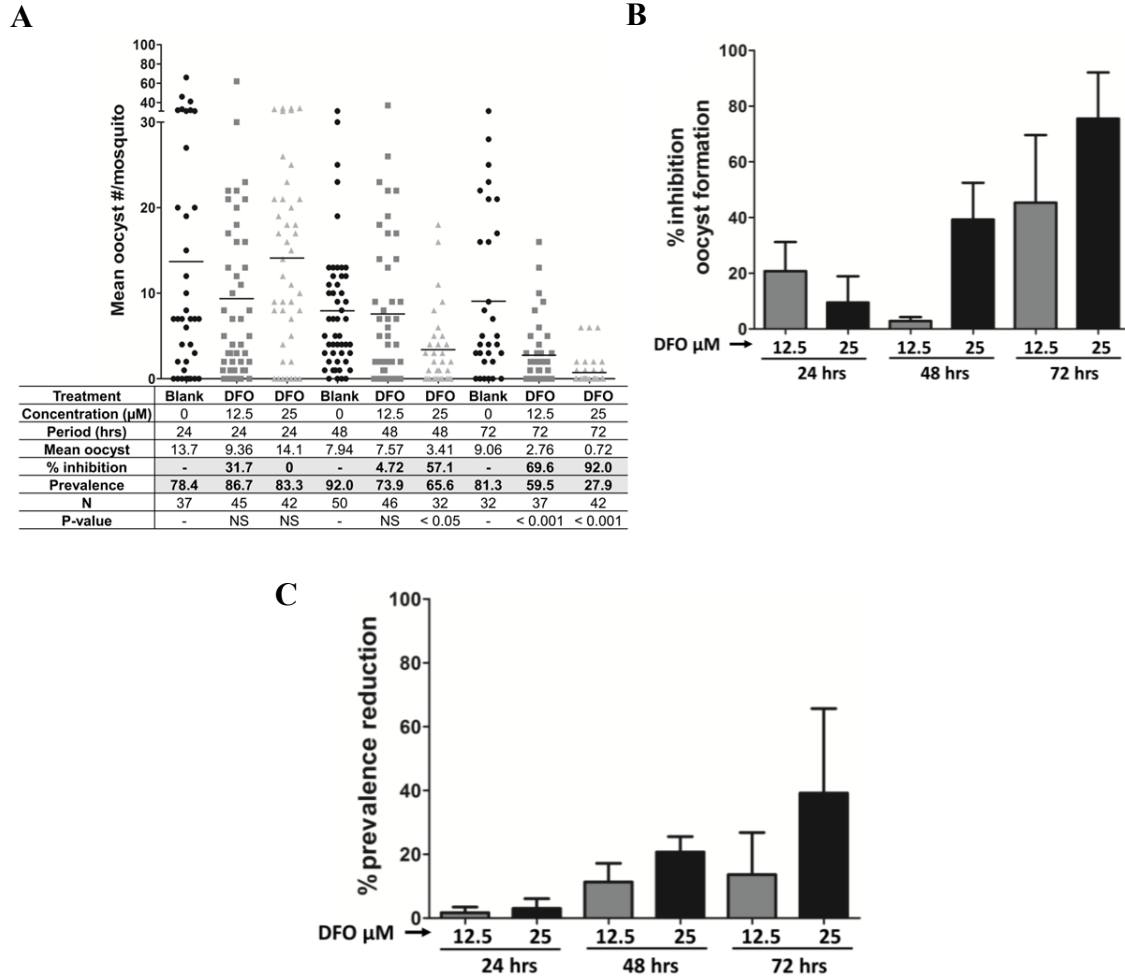 A
Mean oocyst #/mosquito
100
80
60
40
30
20
10
0
Treatment Blank DFO DFO Blank DFO DFO Blank DFO DFO
Concentration (µM) 0 12.5 25 0 12.5 25 0 12.5 25
Period (hrs) 24 24 24 48 48 48 72 72 72
Mean oocyst 13.7 9.36 14.1 7.94 7.57 3.41 9.06 2.76 0.72
% inhibition - 31.7 0 - 4.72 57.1 - 69.6 92.0
Prevalence 78.4 86.7 83.3 92.0 73.9 65.6 81.3 59.5 27.9
N 37 45 42 50 46 32 32 37 42
P-value - NS NS - NS < 0.05 - < 0.001 < 0.001
B
% inhibition
oocyst formation
100
80
60
40
20
0
DFO µM 12.5 25 12.5 25 12.5 25
24 hrs 48 hrs 72 hrs
C
% prevalence reduction
100
80
60
40
20
0
DFO µM 12.5 25 12.5 25 12.5 25
24 hrs 48 hrs 72 hrs